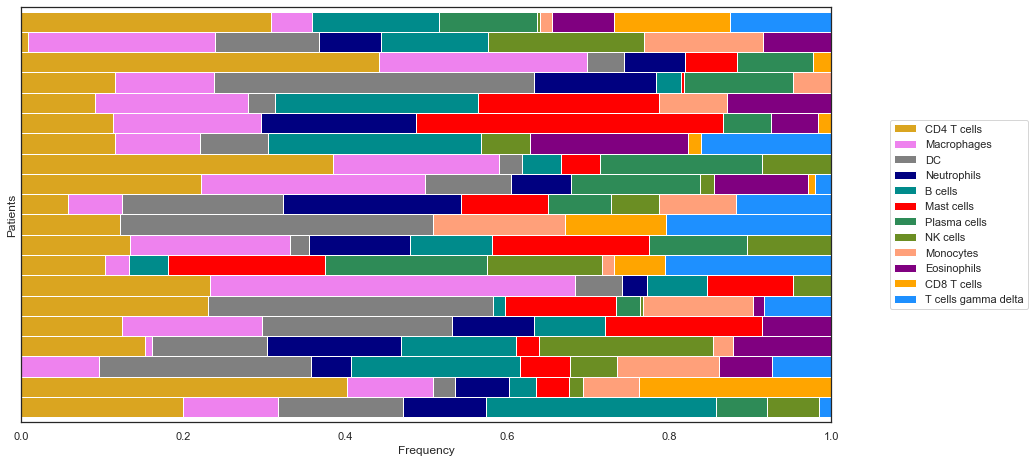 Patients
0.0
0.2
0.4
0.6
0.8
1.0
Frequency
CD4 T cells
Macrophages
DC
Neutrophils
B cells
Mast cells
Plasma cells
NK cells
Monocytes
Eosinophils
CD8 T cells
T cells gamma delta